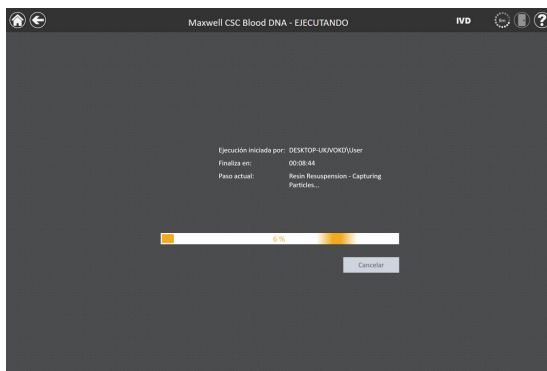 Maxwell CSC Blood DNA - EJECUTANDO IVD
Ejecución iniciada por: DESKTOP-UKJVOKD\User
Finaliza en: 00:08:44
Paso actual: Resin Resuspension - Capturing
Particles...
6 %
Cancelar